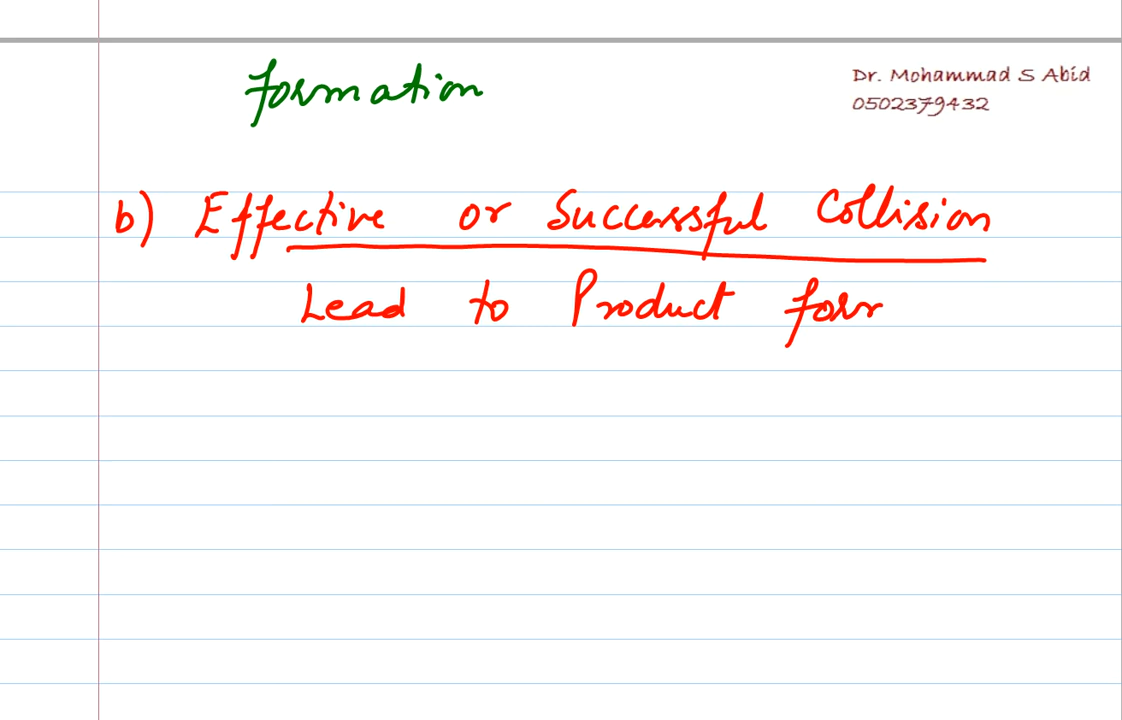 formation
Dr. Mohammad S Abid
0502379432
b) Effective or Successful Collision
Lead to Product form